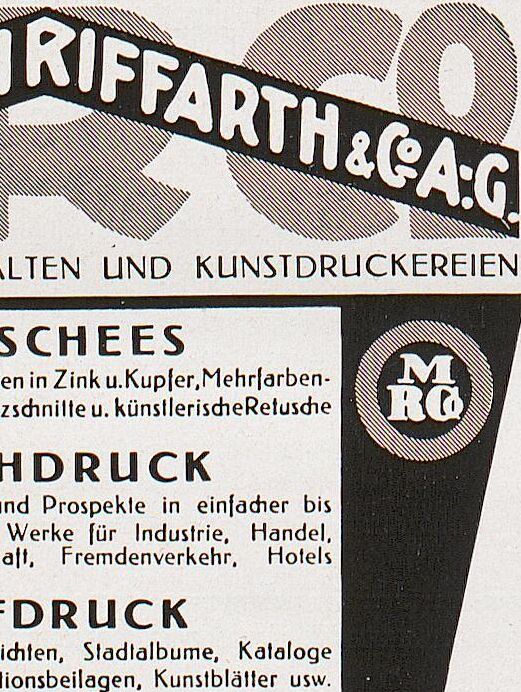 RIFFARTH & Co A:G.
ALTEN UND KUNSTDRUCKEREIEN
SCHEES
en in Zink u. Kupfer, Mehrfarben-
zschnitte u. künstlerische Retusche
HDRUCK
und Prospekte in einfacher bis
Werke für Industrie, Handel,
aft, Fremdenverkehr, Hotels
FDRUCK
ichten, Stadtalbume, Kataloge
tionsbeilagen, Kunstblätter usw.
M
RCo